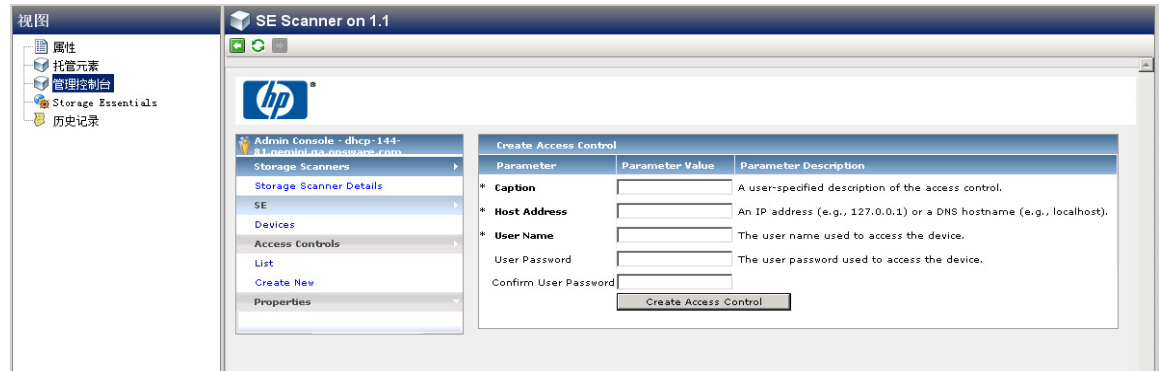 视图
属性
托管元素
管理控制台
Storage Essentials
历史记录
SE Scanner on 1.1
hp
Admin Console - dhcp-144-
81.gemini.qa.opsware.com
Storage Scanners
Storage Scanner Details
SE
Devices
Access Controls
List
Create New
Properties
Create Access Control
Parameter Parameter Value Parameter Description
* Caption A user-specified description of the access control.
* Host Address An IP address (e.g., 127.0.0.1) or a DNS hostname (e.g., localhost).
* User Name The user name used to access the device.
User Password The user password used to access the device.
Confirm User Password
Create Access Control